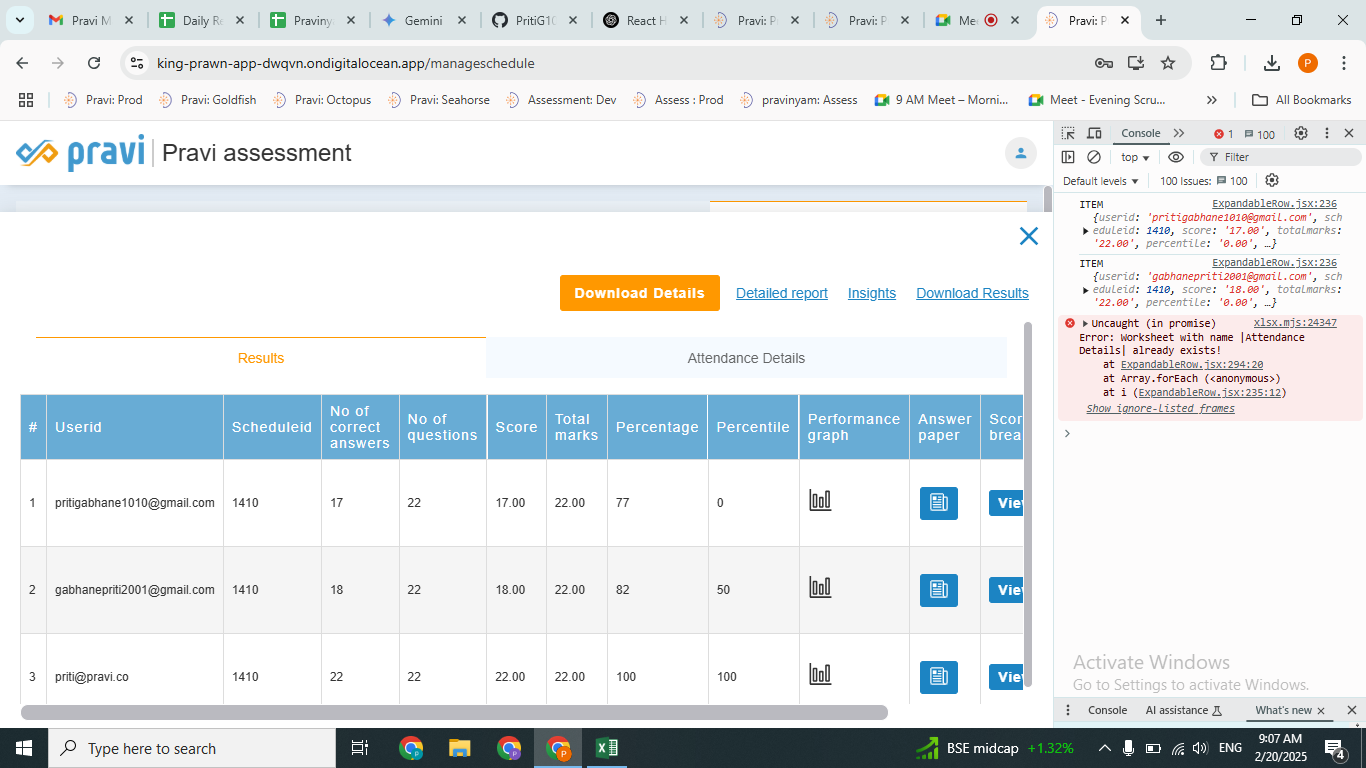 Pravi M
Daily Re
Praviny
Gemini
PritiG10
React H
Pravi: P
Pravi: P
Mee
Pravi: P
king-prawn-app-dwqvn.ondigitalocean.app/manageschedule
P
Pravi: Prod
Pravi: Goldfish
Pravi: Octopus
Pravi: Seahorse
Assessment: Dev
Assess : Prod
pravinyam: Assess
9 AM Meet – Morni...
Meet - Evening Scru...
All Bookmarks
pravi Pravi assessment
Download Details
Detailed report
Insights
Download Results
Results
Attendance Details
# Userid Scheduleid No of correct answers No of questions Score Total marks Percentage Percentile Performance graph Answer paper Scor brea
1 pritigabhane1010@gmail.com 1410 17 22 17.00 22.00 77 0 Vie
2 gabhanepriti2001@gmail.com 1410 18 22 18.00 22.00 82 50 Vie
3 priti@pravi.co 1410 22 22 22.00 22.00 100 100 Vie
Console 1 100
top Filter
Default levels 100 Issues: 100
ITEM ExpandableRow.jsx:236
{userid: 'pritigabhane1010@gmail.com', sch
eduleid: 1410, score: '17.00', totalmarks:
'22.00', percentile: '0.00', …}
ITEM ExpandableRow.jsx:236
{userid: 'gabhanepriti2001@gmail.com', sch
eduleid: 1410, score: '18.00', totalmarks:
'22.00', percentile: '0.00', …}
Uncaught (in promise) xlsx.mjs:24347
Error: Worksheet with name |Attendance
Details| already exists!
at ExpandableRow.jsx:294:20
at Array.forEach (<anonymous>)
at i (ExpandableRow.jsx:235:12)
Show ignore-listed frames
Activate Windows
Go to Settings to activate Windows.
Console
AI assistance
What's new
Type here to search
BSE midcap +1.32%
ENG
9:07 AM
2/20/2025
4